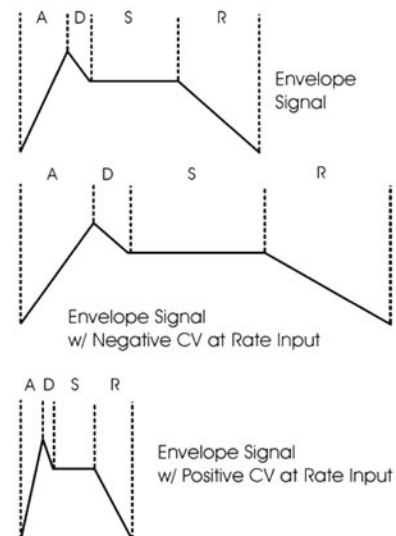 A D S R
Envelope
Signal
A D S R
Envelope Signal
w/ Negative CV at Rate Input
A D S R
Envelope Signal
w/ Positive CV at Rate Input